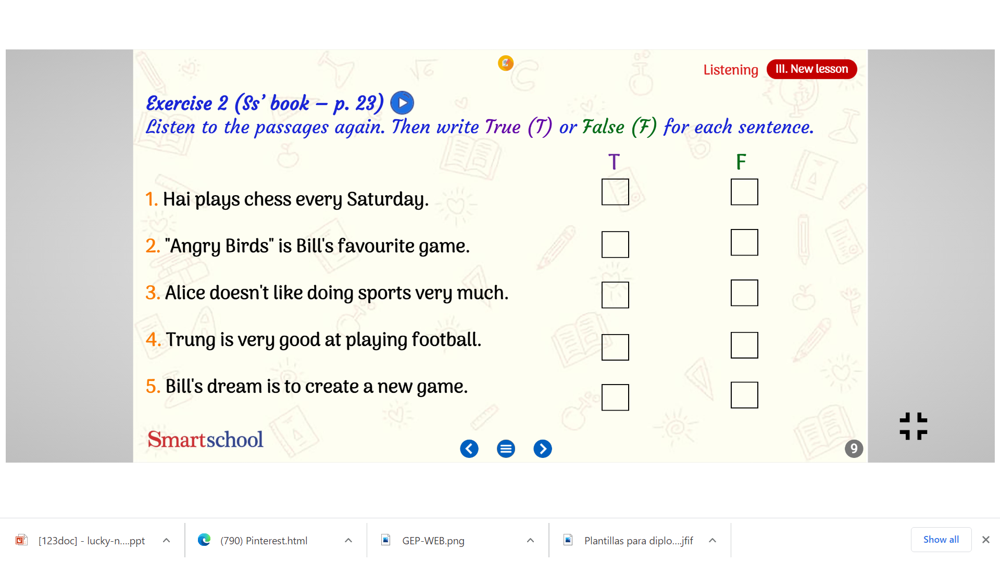 Listening III. New lesson
Exercise 2 (Ss’ book – p. 23)
Listen to the passages again. Then write True (T) or False (F) for each sentence.
T F
1. Hai plays chess every Saturday.
2. "Angry Birds" is Bill's favourite game.
3. Alice doesn't like doing sports very much.
4. Trung is very good at playing football.
5. Bill's dream is to create a new game.
Smartschool
9
[123doc] - lucky-n....ppt
(790) Pinterest.html
GEP-WEB.png
Plantillas para diplo....jfif
Show all